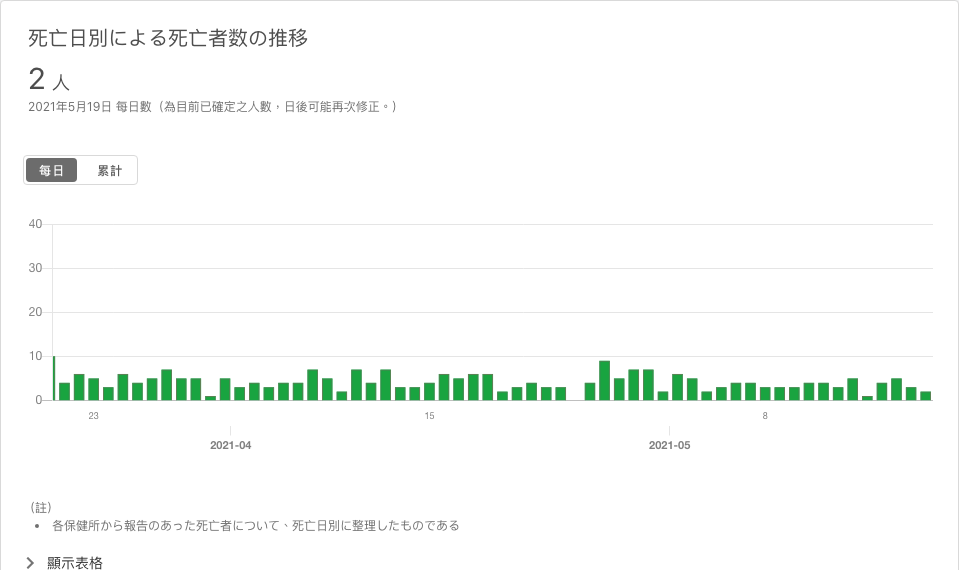 死亡日別による死亡者数の推移
2 人
2021年5月19日 每日數（為目前已確定之人數，日後可能再次修正。）
每日 累計
40
30
20
10
0
23 15 8
2021-04 2021-05
（註）
• 各保健所から報告のあった死亡者について、死亡日別に整理したものである
顯示表格